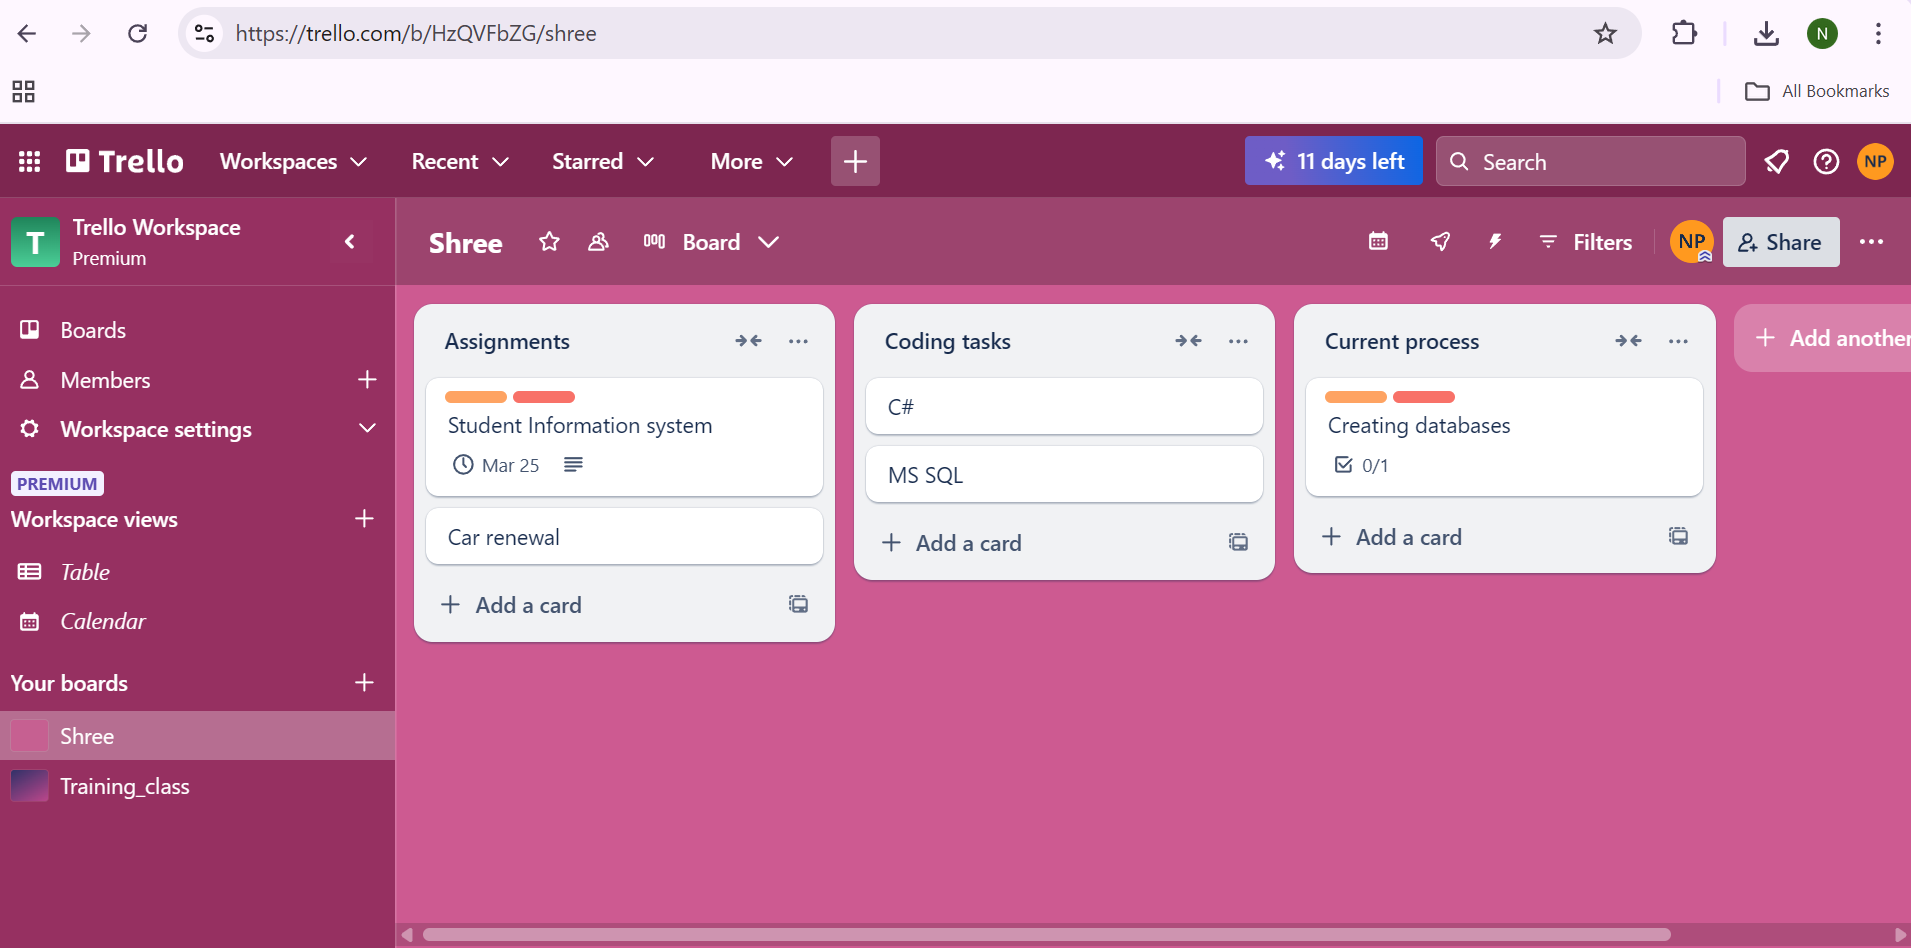 https://trello.com/b/HzQVFbZG/shree
N
All Bookmarks
Trello
Workspaces
Recent
Starred
More
11 days left
Search
NP
T
Trello Workspace
Premium
Shree
Board
Filters
NP
Share
Boards
Members
Workspace settings
PREMIUM
Workspace views
Table
Calendar
Your boards
Shree
Training_class
Assignments
Student Information system
Mar 25
Car renewal
Add a card
Coding tasks
C#
MS SQL
Add a card
Current process
Creating databases
0/1
Add a card
Add another